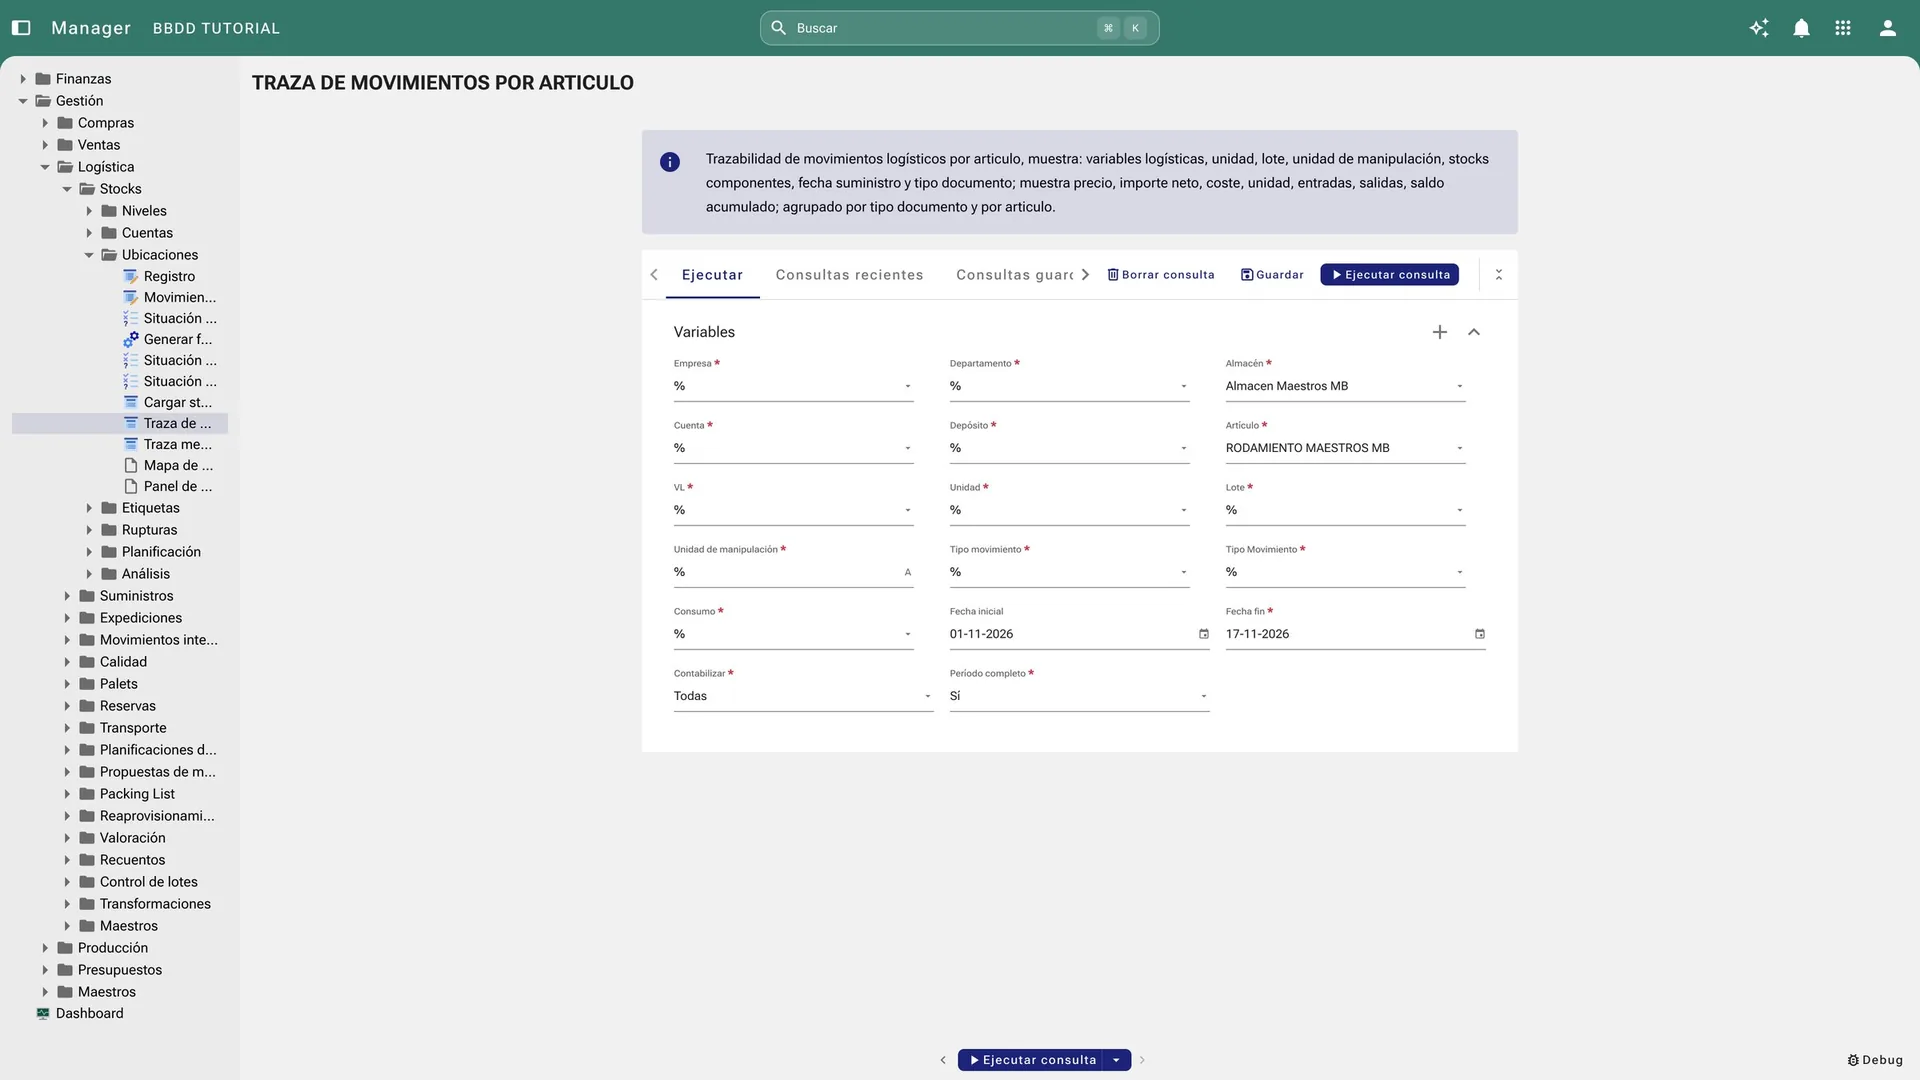 Manager BBDD TUTORIAL
Buscar ⌘ K
Finanzas
Gestión
Compras
Ventas
Logística
Stocks
Niveles
Cuentas
Ubicaciones
Registro
Movimien...
Situación ...
Generar f...
Situación ...
Situación ...
Cargar st...
Traza de ...
Traza me...
Mapa de ...
Panel de ...
Etiquetas
Rupturas
Planificación
Análisis
Suministros
Expediciones
Movimientos inte...
Calidad
Palets
Reservas
Transporte
Planificaciones d...
Propuestas de m...
Packing List
Reaprovisionami...
Valoración
Recuentos
Control de lotes
Transformaciones
Maestros
Producción
Presupuestos
Maestros
Dashboard
TRAZA DE MOVIMIENTOS POR ARTICULO
Trazabilidad de movimientos logísticos por articulo, muestra: variables logísticas, unidad, lote, unidad de manipulación, stocks
componentes, fecha suministro y tipo documento; muestra precio, importe neto, coste, unidad, entradas, salidas, saldo
acumulado; agrupado por tipo documento y por articulo.
Ejecutar Consultas recientes Consultas guarc Borrar consulta Guardar Ejecutar consulta
Variables
Empresa * Departamento * Almacén *
% % Almacen Maestros MB
Cuenta * Depósito * Artículo *
% % RODAMIENTO MAESTROS MB
VL * Unidad * Lote *
% % %
Unidad de manipulación * Tipo movimiento * Tipo Movimiento *
% A % %
Consumo * Fecha inicial Fecha fin *
% 01-11-2026 17-11-2026
Contabilizar * Período completo *
Todas Sí
Ejecutar consulta
Debug